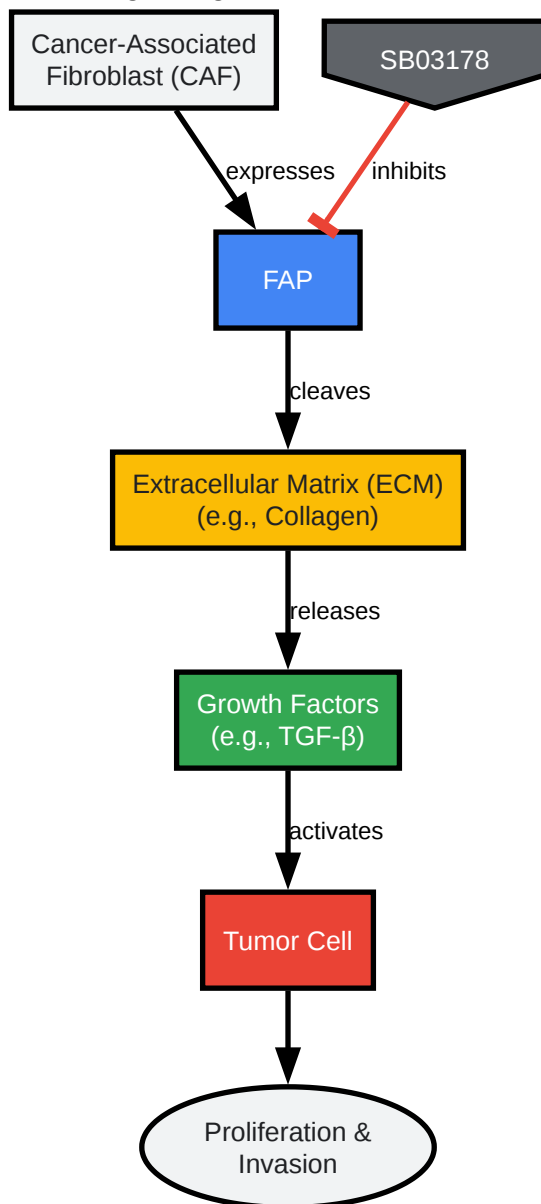 Cancer-Associated
Fibroblast (CAF)
SB03178
expresses
inhibits
FAP
cleaves
Extracellular Matrix (ECM)
(e.g., Collagen)
releases
Growth Factors
(e.g., TGF-β)
activates
Tumor Cell
Proliferation &
Invasion